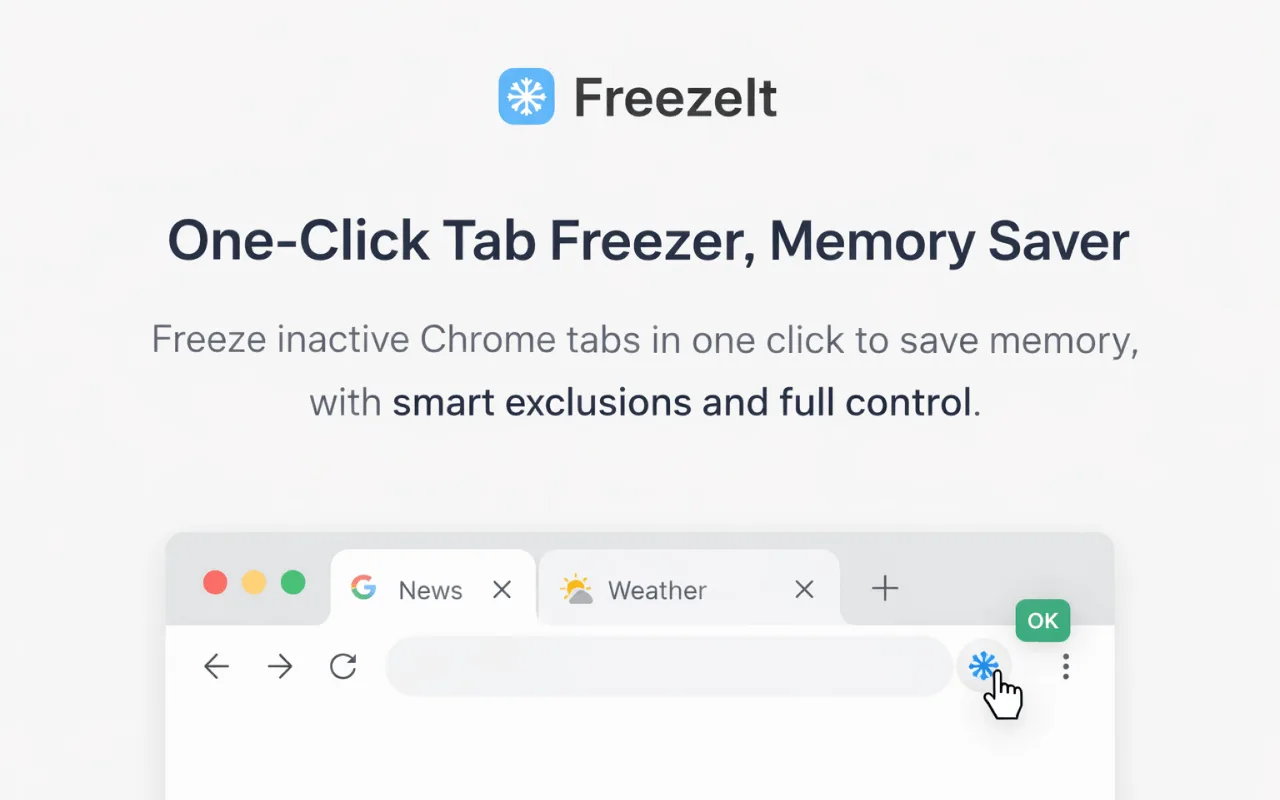 FreezeIt
One-Click Tab Freezer, Memory Saver
Freeze inactive Chrome tabs in one click to save memory,
with smart exclusions and full control.
News
Weather
OK